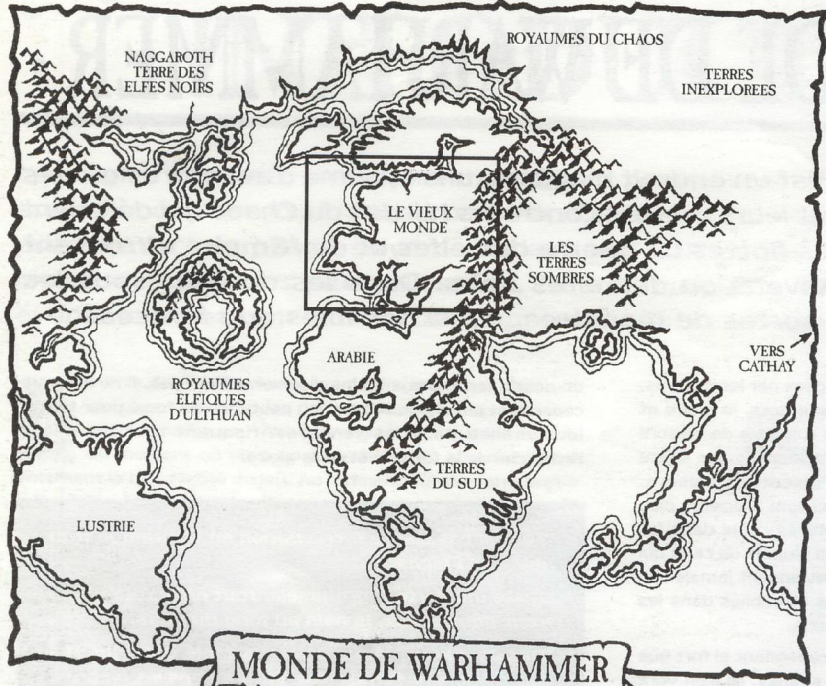 NAGGAROTH
TERRE DES
ELFES NOIRS
ROYAUMES DU CHAOS
TERRES
INEXPLOREES
LE VIEUX
MONDE
LES
TERRES
SOMBRES
ROYAUMES
ELFIQUES
D'ULTHUAN
ARABIE
VERS
CATHAY
TERRES
DU SUD
LUSTRIE
MONDE DE WARHAMMER